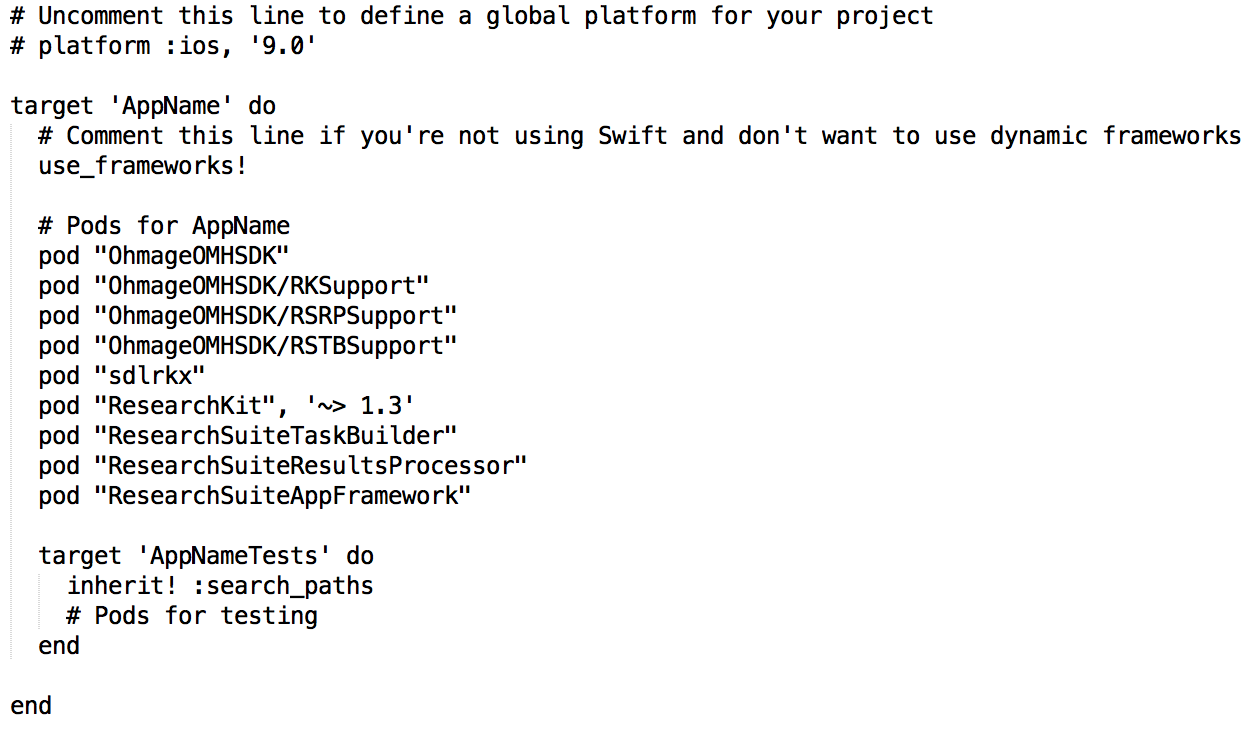 # Uncomment this line to define a global platform for your project
# platform :ios, '9.0'
target 'AppName' do
# Comment this line if you're not using Swift and don't want to use dynamic frameworks
use_frameworks!
# Pods for AppName
pod "OhmageOMHSDK"
pod "OhmageOMHSDK/RKSupport"
pod "OhmageOMHSDK/RSRPSupport"
pod "OhmageOMHSDK/RSTBSupport"
pod "sdlrkx"
pod "ResearchKit", '~> 1.3'
pod "ResearchSuiteTaskBuilder"
pod "ResearchSuiteResultsProcessor"
pod "ResearchSuiteAppFramework"
target 'AppNameTests' do
inherit! :search_paths
# Pods for testing
end
end